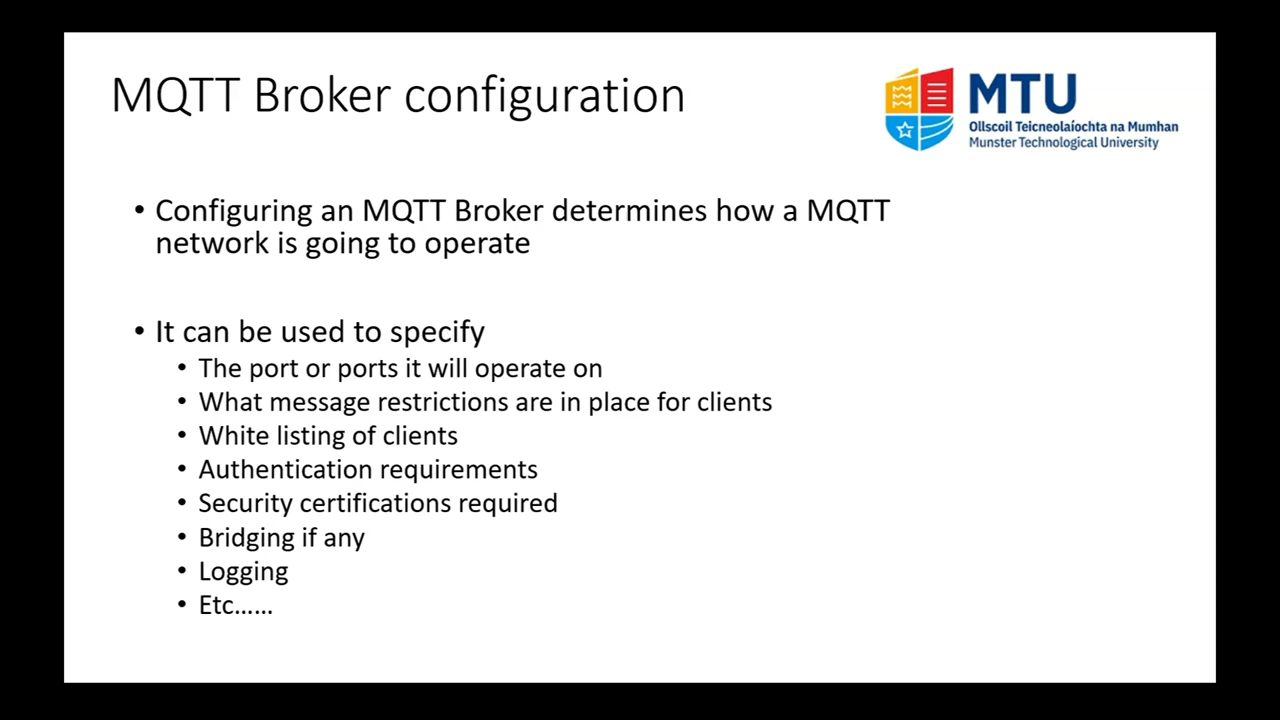 MQTT Broker configuration
MTU
Ollscoil Teicneolaíochta na Mumhan
Munster Technological University
• Configuring an MQTT Broker determines how a MQTT
network is going to operate
• It can be used to specify
• The port or ports it will operate on
• What message restrictions are in place for clients
• White listing of clients
• Authentication requirements
• Security certifications required
• Bridging if any
• Logging
• Etc……